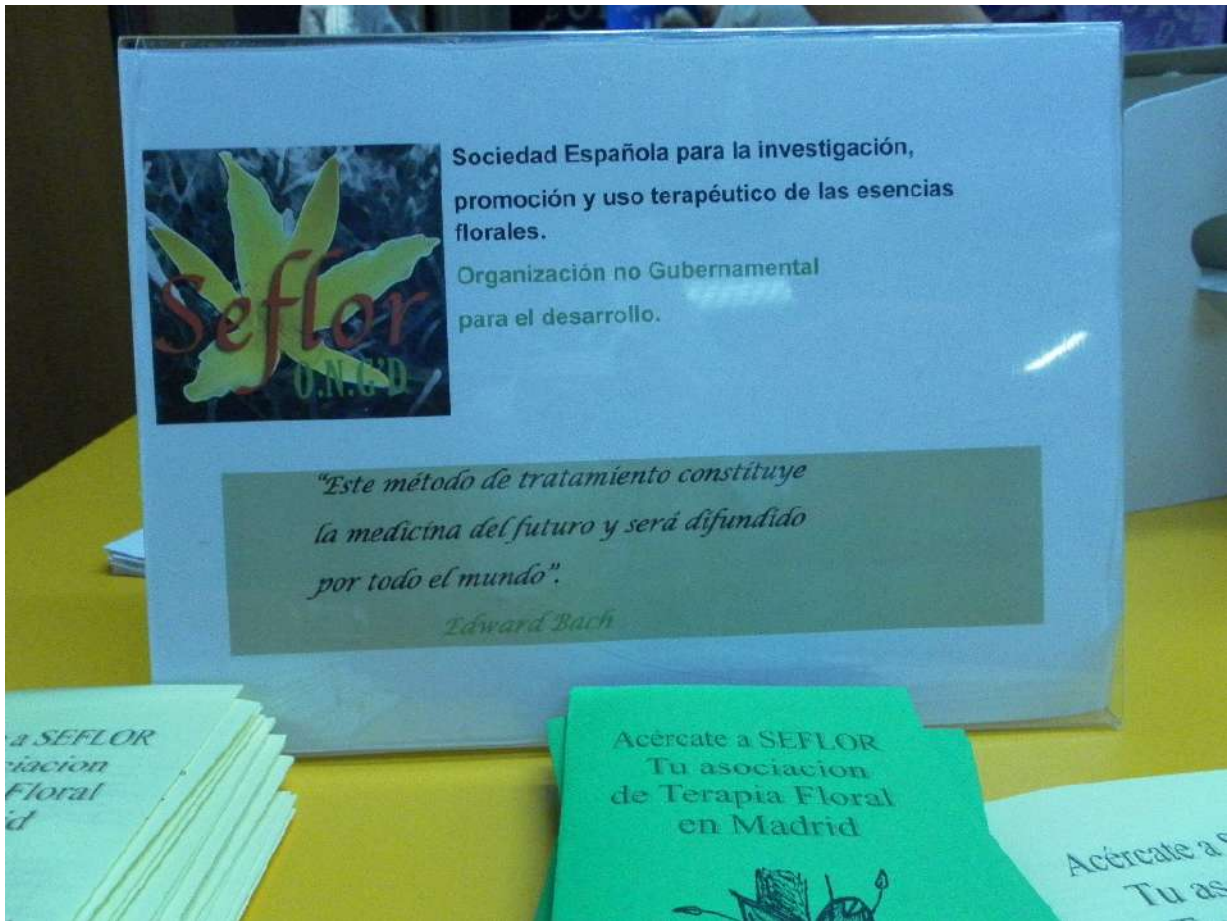 Sociedad Española para la investigación,
promoción y uso terapéutico de las esencias
florales.
Organización no Gubernamental
para el desarrollo.
Seflor
O.N.G'D
“Este método de tratamiento constituye
la medicina del futuro y será difundido
por todo el mundo”.
Edward Bach
a SEFLOR
Floral
Acércate a SEFLOR
Tu asociacion
de Terapia Floral
en Madrid
Acércate a
Tu